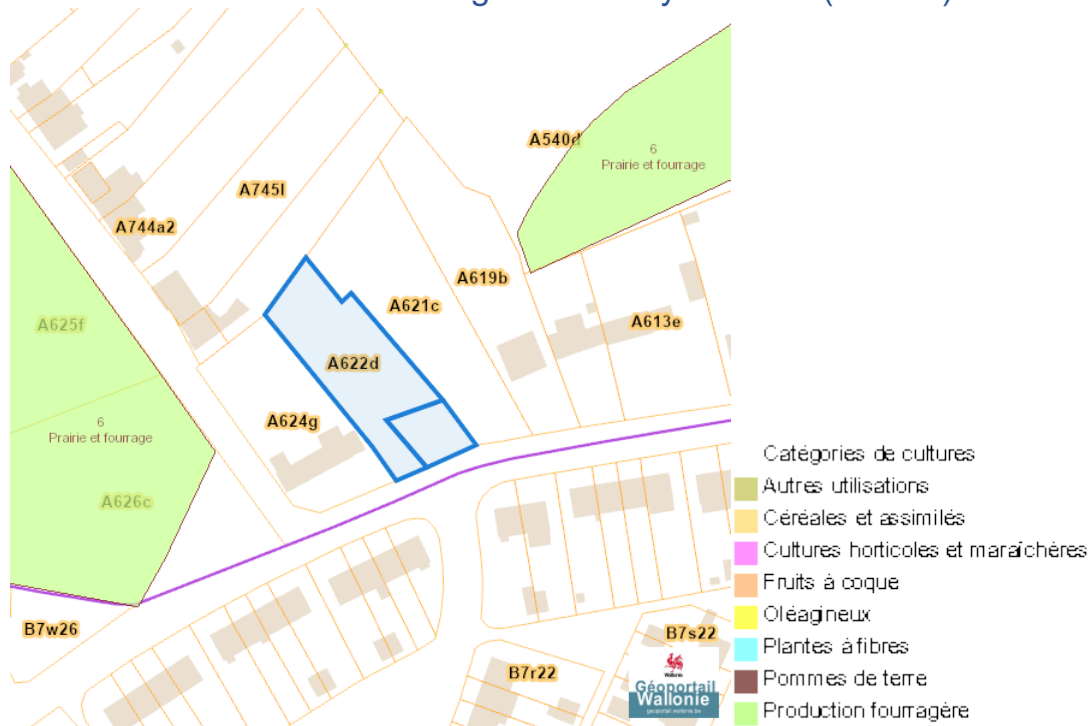 A540d
6
Prairie et fourrage
A745l
A744a2
A619b
A621c
A625f
A613e
A622d
A624g
6
Prairie et fourrage
A626c
B7w26
B7s22
B7r22
Wallonie
Géoportail
Wallonie
geoportail.wallonie.be
Catégories de cultures
Autres utilisations
Céréales et assimilés
Cultures horticoles et maraîchères
Fruits à coque
Oléagineux
Plantes à fibres
Pommes de terre
Production fourragère